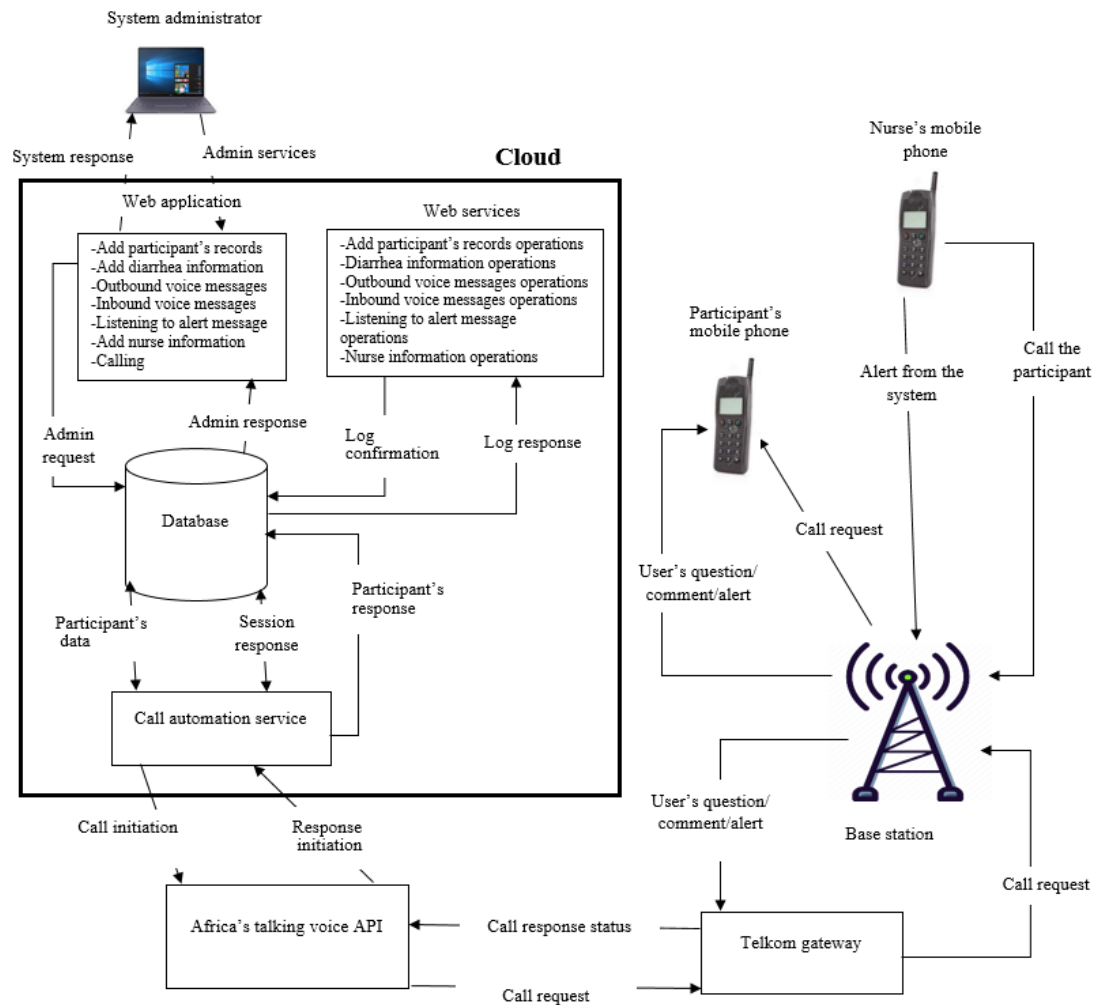 System administrator
System response
Admin services
Cloud
Web application
-Add participant's records
-Add diarrhea information
-Outbound voice messages
-Inbound voice messages
-Listening to alert message
-Add nurse information
-Calling
Web services
-Add participant's records operations
-Diarrhea information operations
-Outbound voice messages operations
-Inbound voice messages operations
-Listening to alert message
operations
-Nurse information operations
Admin
request
Admin response
Log
confirmation
Log response
Database
Participant's
data
Session
response
Participant's
response
Call automation service
Call initiation
Response
initiation
Africa's talking voice API
Call response status
Call request
Telkom gateway
Nurse's mobile
phone
Participant's
mobile phone
Alert from the
system
Call the
participant
Call request
User's question/
comment/alert
User's question/
comment/alert
Base station
Call request